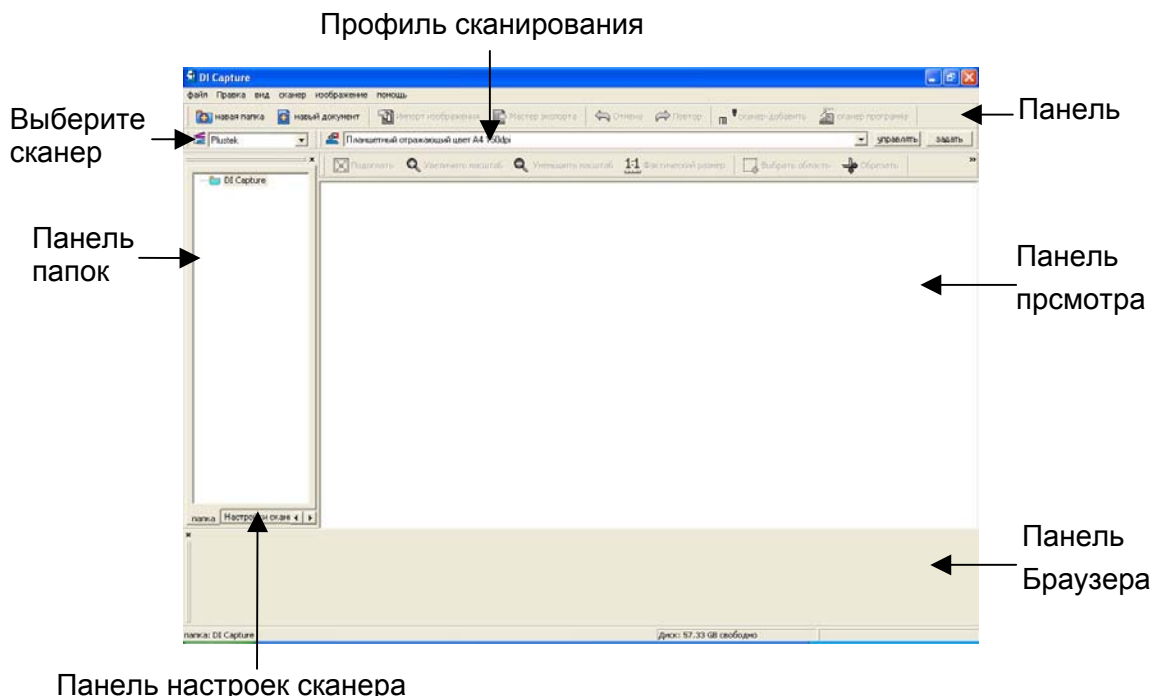 Профиль сканирования
DI Capture
файл Правка вид сканер изображение помощь
Выберите
сканер
новая папка новый документ Импорт изображения Мастер экспорта Отмена Повтор сканер-добавить сканер программа
Панель
Plustek Планшетный отражающий цвет A4 150dpi управлять задать
Подогнать Увеличить масштаб Уменьшить масштаб 1:1 Фактический размер Выбрать область Обрезать
DI Capture
Панель
папок
Панель
прсмотра
папка Настройки скан
Панель
Браузера
папка: DI Capture Диск: 57.33 GB свободно
Панель настроек сканера